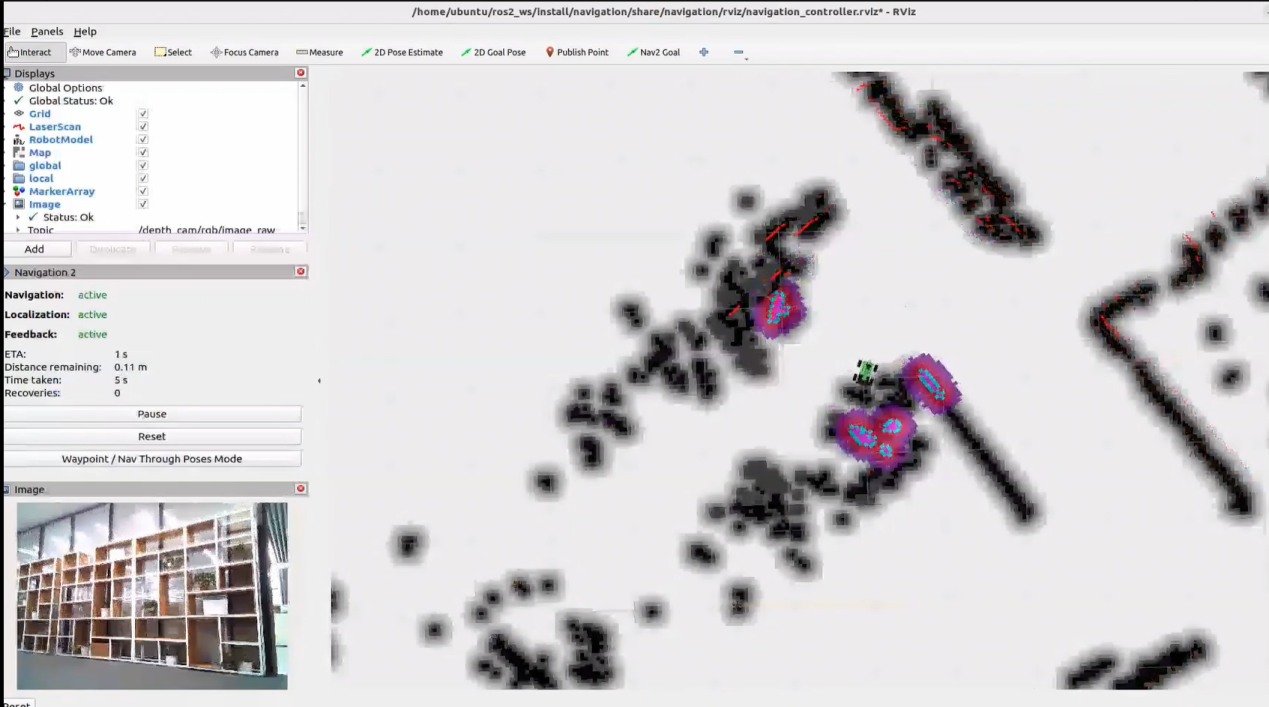 /home/ubuntu/ros2_ws/install/navigation/share/navigation/rviz/navigation_controller.rviz* - RViz
File Panels Help
Interact Move Camera Select Focus Camera Measure 2D Pose Estimate 2D Goal Pose Publish Point Nav2 Goal
Displays
Global Options
Global Status: Ok
Grid
LaserScan
RobotModel
Map
global
local
MarkerArray
Image
Status: Ok
Topic /depth_cam/rgb/image_raw
Add Duplicate Remove Rename
Navigation 2
Navigation: active
Localization: active
Feedback: active
ETA: 1 s
Distance remaining: 0.11 m
Time taken: 5 s
Recoveries: 0
Pause
Reset
Waypoint / Nav Through Poses Mode
Image
Reset